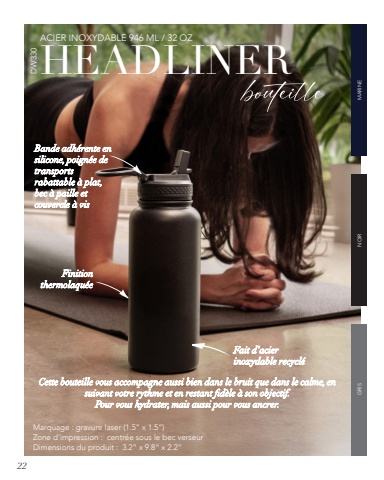 ACIER INOXYDABLE 946 ML / 32 OZ
DW330
HEADLINER
bouteille
MARINE
Bande adhérente en
silicone, poignée de
transports
rabattable à plat,
bec à paille et
couvercle à vis
NOIR
Finition
thermolaquée
Fait d'acier
inoxydable recyclé
GRIS
Cette bouteille vous accompagne aussi bien dans le bruit que dans le calme, en
suivant votre rythme et en restant fidèle à son objectif.
Pour vous hydrater, mais aussi pour vous ancrer.
Marquage : gravure laser (1.5" x 1.5")
Zone d'impression : centrée sous le bec verseur
Dimensions du produit : 3.2" x 9.8" x 2.2"
22